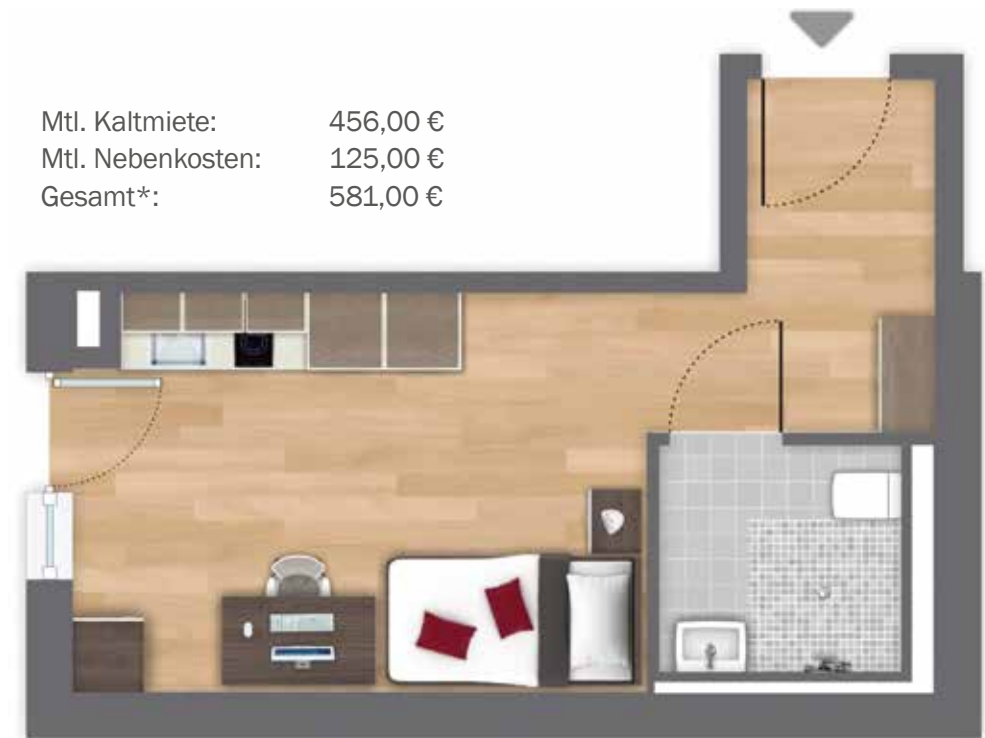 Mtl. Kaltmiete: 456,00 €
Mtl. Nebenkosten: 125,00 €
Gesamt*: 581,00 €